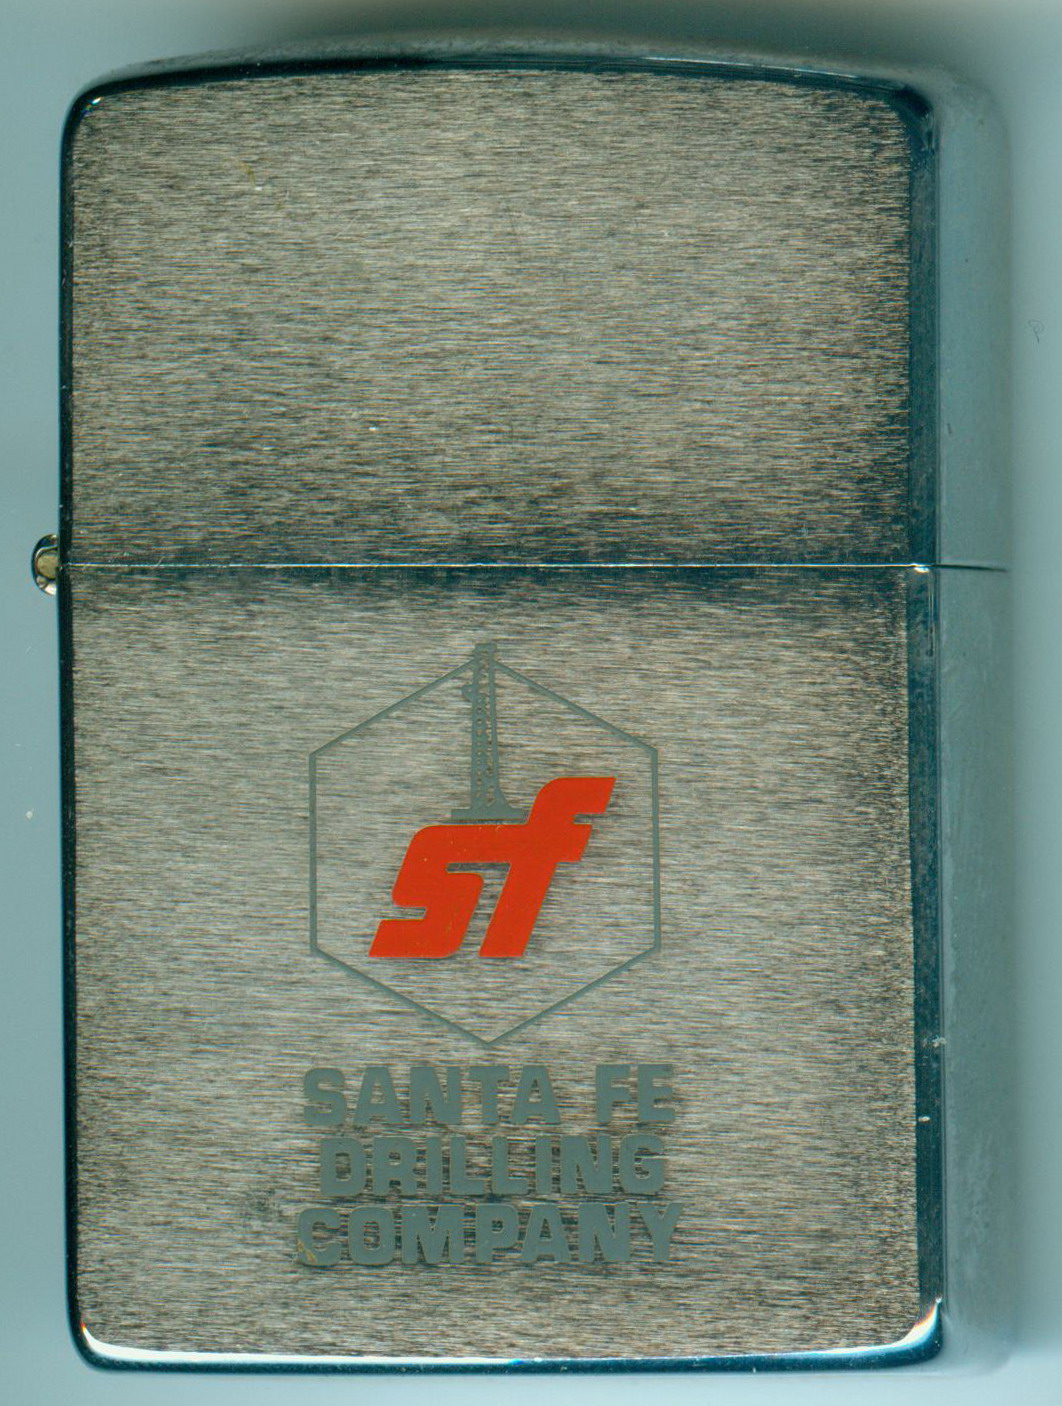 sf
SANTA FE
DRILLING
COMPANY